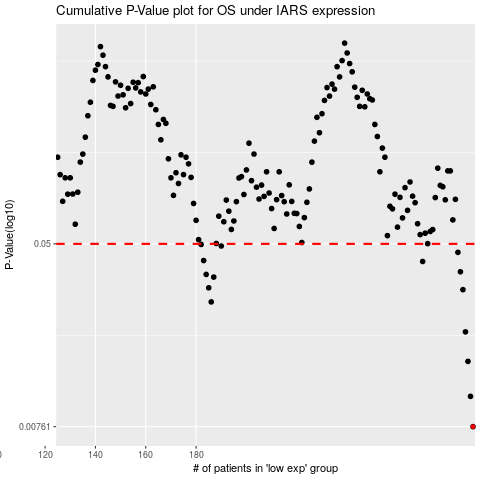 Cumulative P-Value plot for OS under IARS expression
P-Value(log10)
0.05
0.00761
0 120 140 160 180
# of patients in 'low exp' group